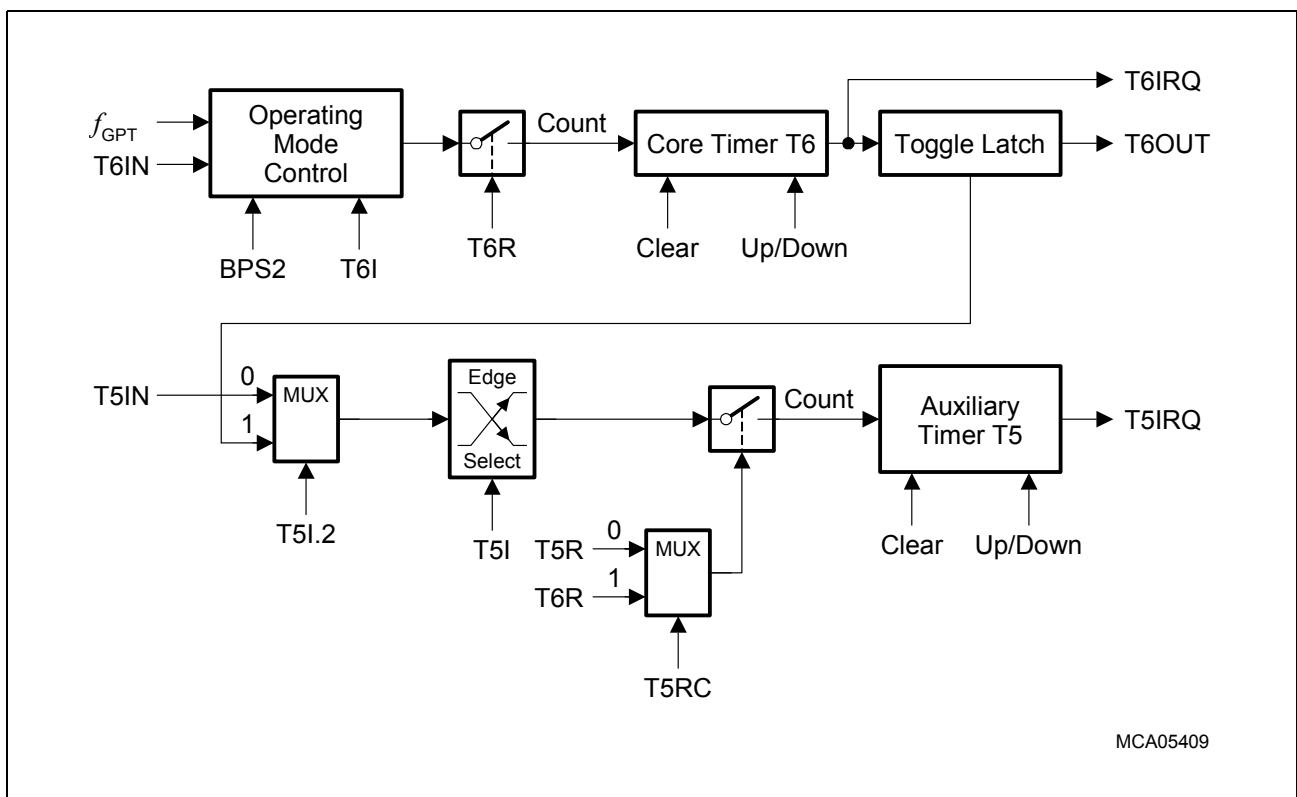 T6IRQ
fGPT
T6IN
Operating
Mode
Control
Count
Core Timer T6
Toggle Latch
T6OUT
BPS2
T6I
T6R
Clear
Up/Down
T5IN
0
1
MUX
Edge
Select
Count
Auxiliary
Timer T5
T5IRQ
T5I.2
T5I
T5R
0
T6R
1
MUX
Clear
Up/Down
T5RC
MCA05409